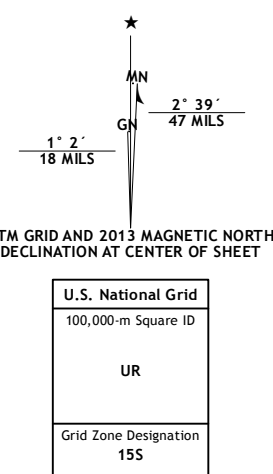 ★
MN
GN
2° 39´
47 MILS
1° 2´
18 MILS
TM GRID AND 2013 MAGNETIC NORTH
DECLINATION AT CENTER OF SHEET
U.S. National Grid
100,000-m Square ID
UR
Grid Zone Designation
15S